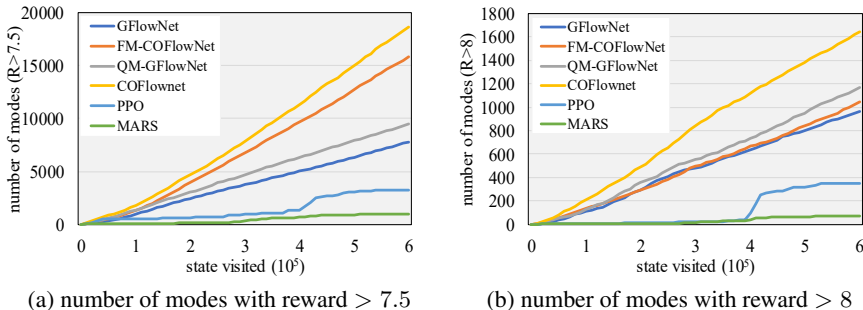 number of modes (R>7.5)
20000
15000
10000
5000
0
GFlowNet
FM-COFlowNet
QM-GFlowNet
COFlownet
PPO
MARS
0 1 2 3 4 5 6
state visited (10⁵)
(a) number of modes with reward > 7.5
number of modes (R>8)
1800
1600
1400
1200
1000
800
600
400
200
0
GFlowNet
FM-COFlowNet
QM-GFlowNet
COFlownet
PPO
MARS
0 1 2 3 4 5 6
state visited (10⁵)
(b) number of modes with reward > 8